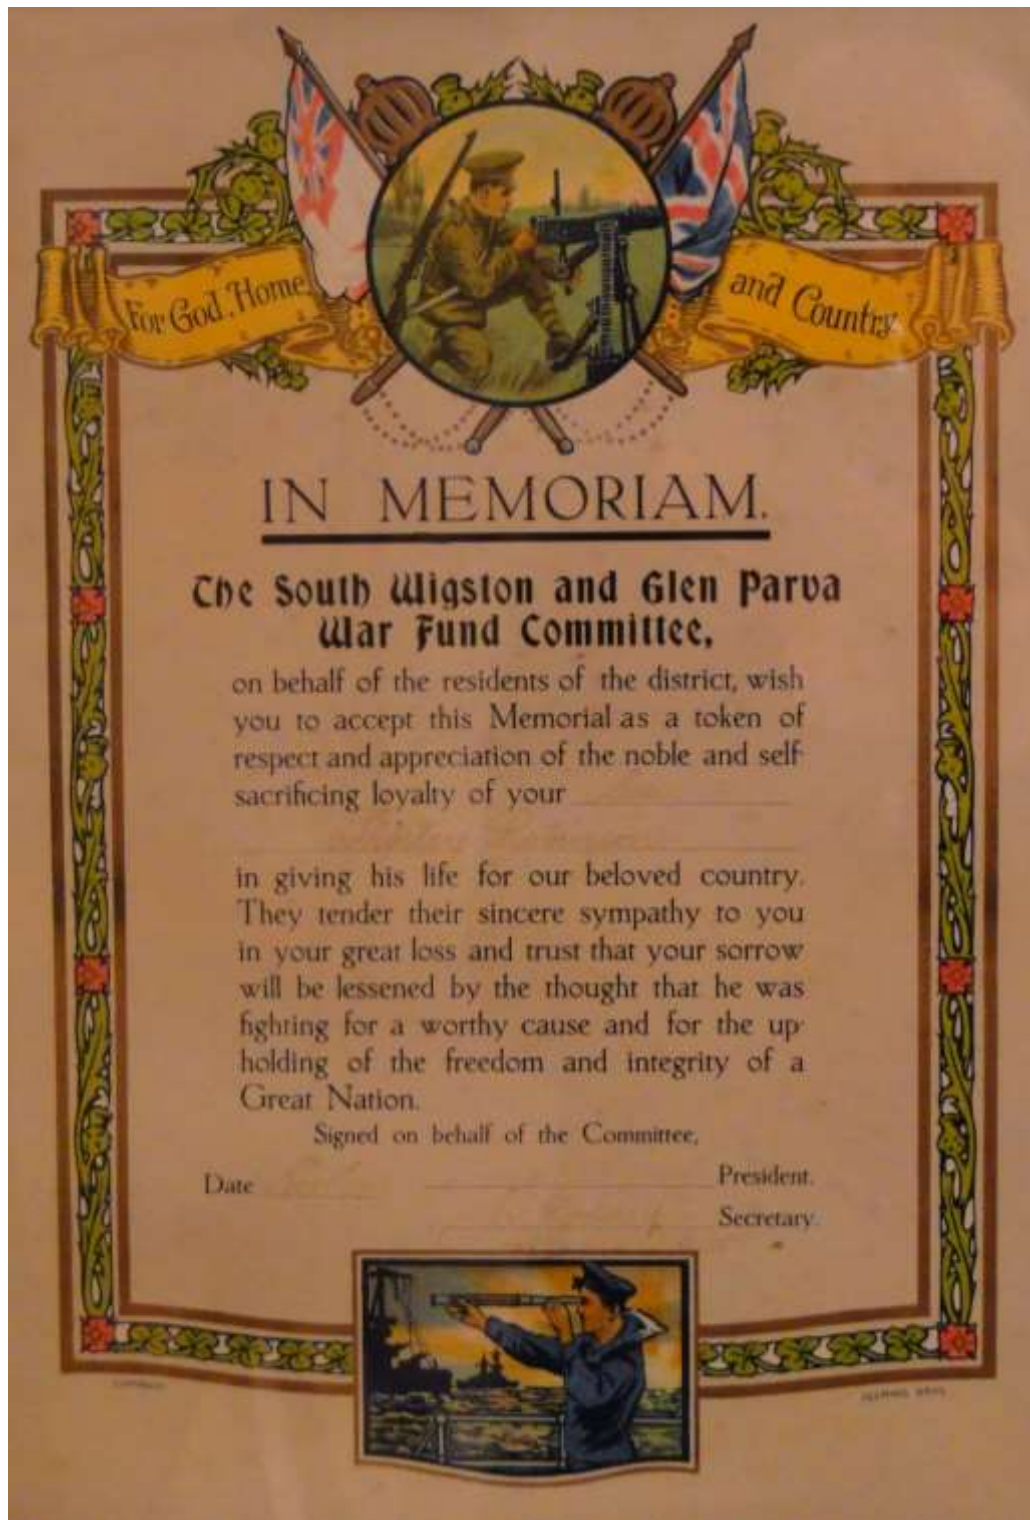 For God, Home,
and Country.
IN MEMORIAM.
The South Wigston and Glen Parva
War Fund Committee,
on behalf of the residents of the district, wish
you to accept this Memorial as a token of
respect and appreciation of the noble and self-
sacrificing loyalty of your
in giving his life for our beloved country.
They tender their sincere sympathy to you
in your great loss and trust that your sorrow
will be lessened by the thought that he was
fighting for a worthy cause and for the up-
holding of the freedom and integrity of a
Great Nation.
Signed on behalf of the Committee,
Date
President.
Secretary.